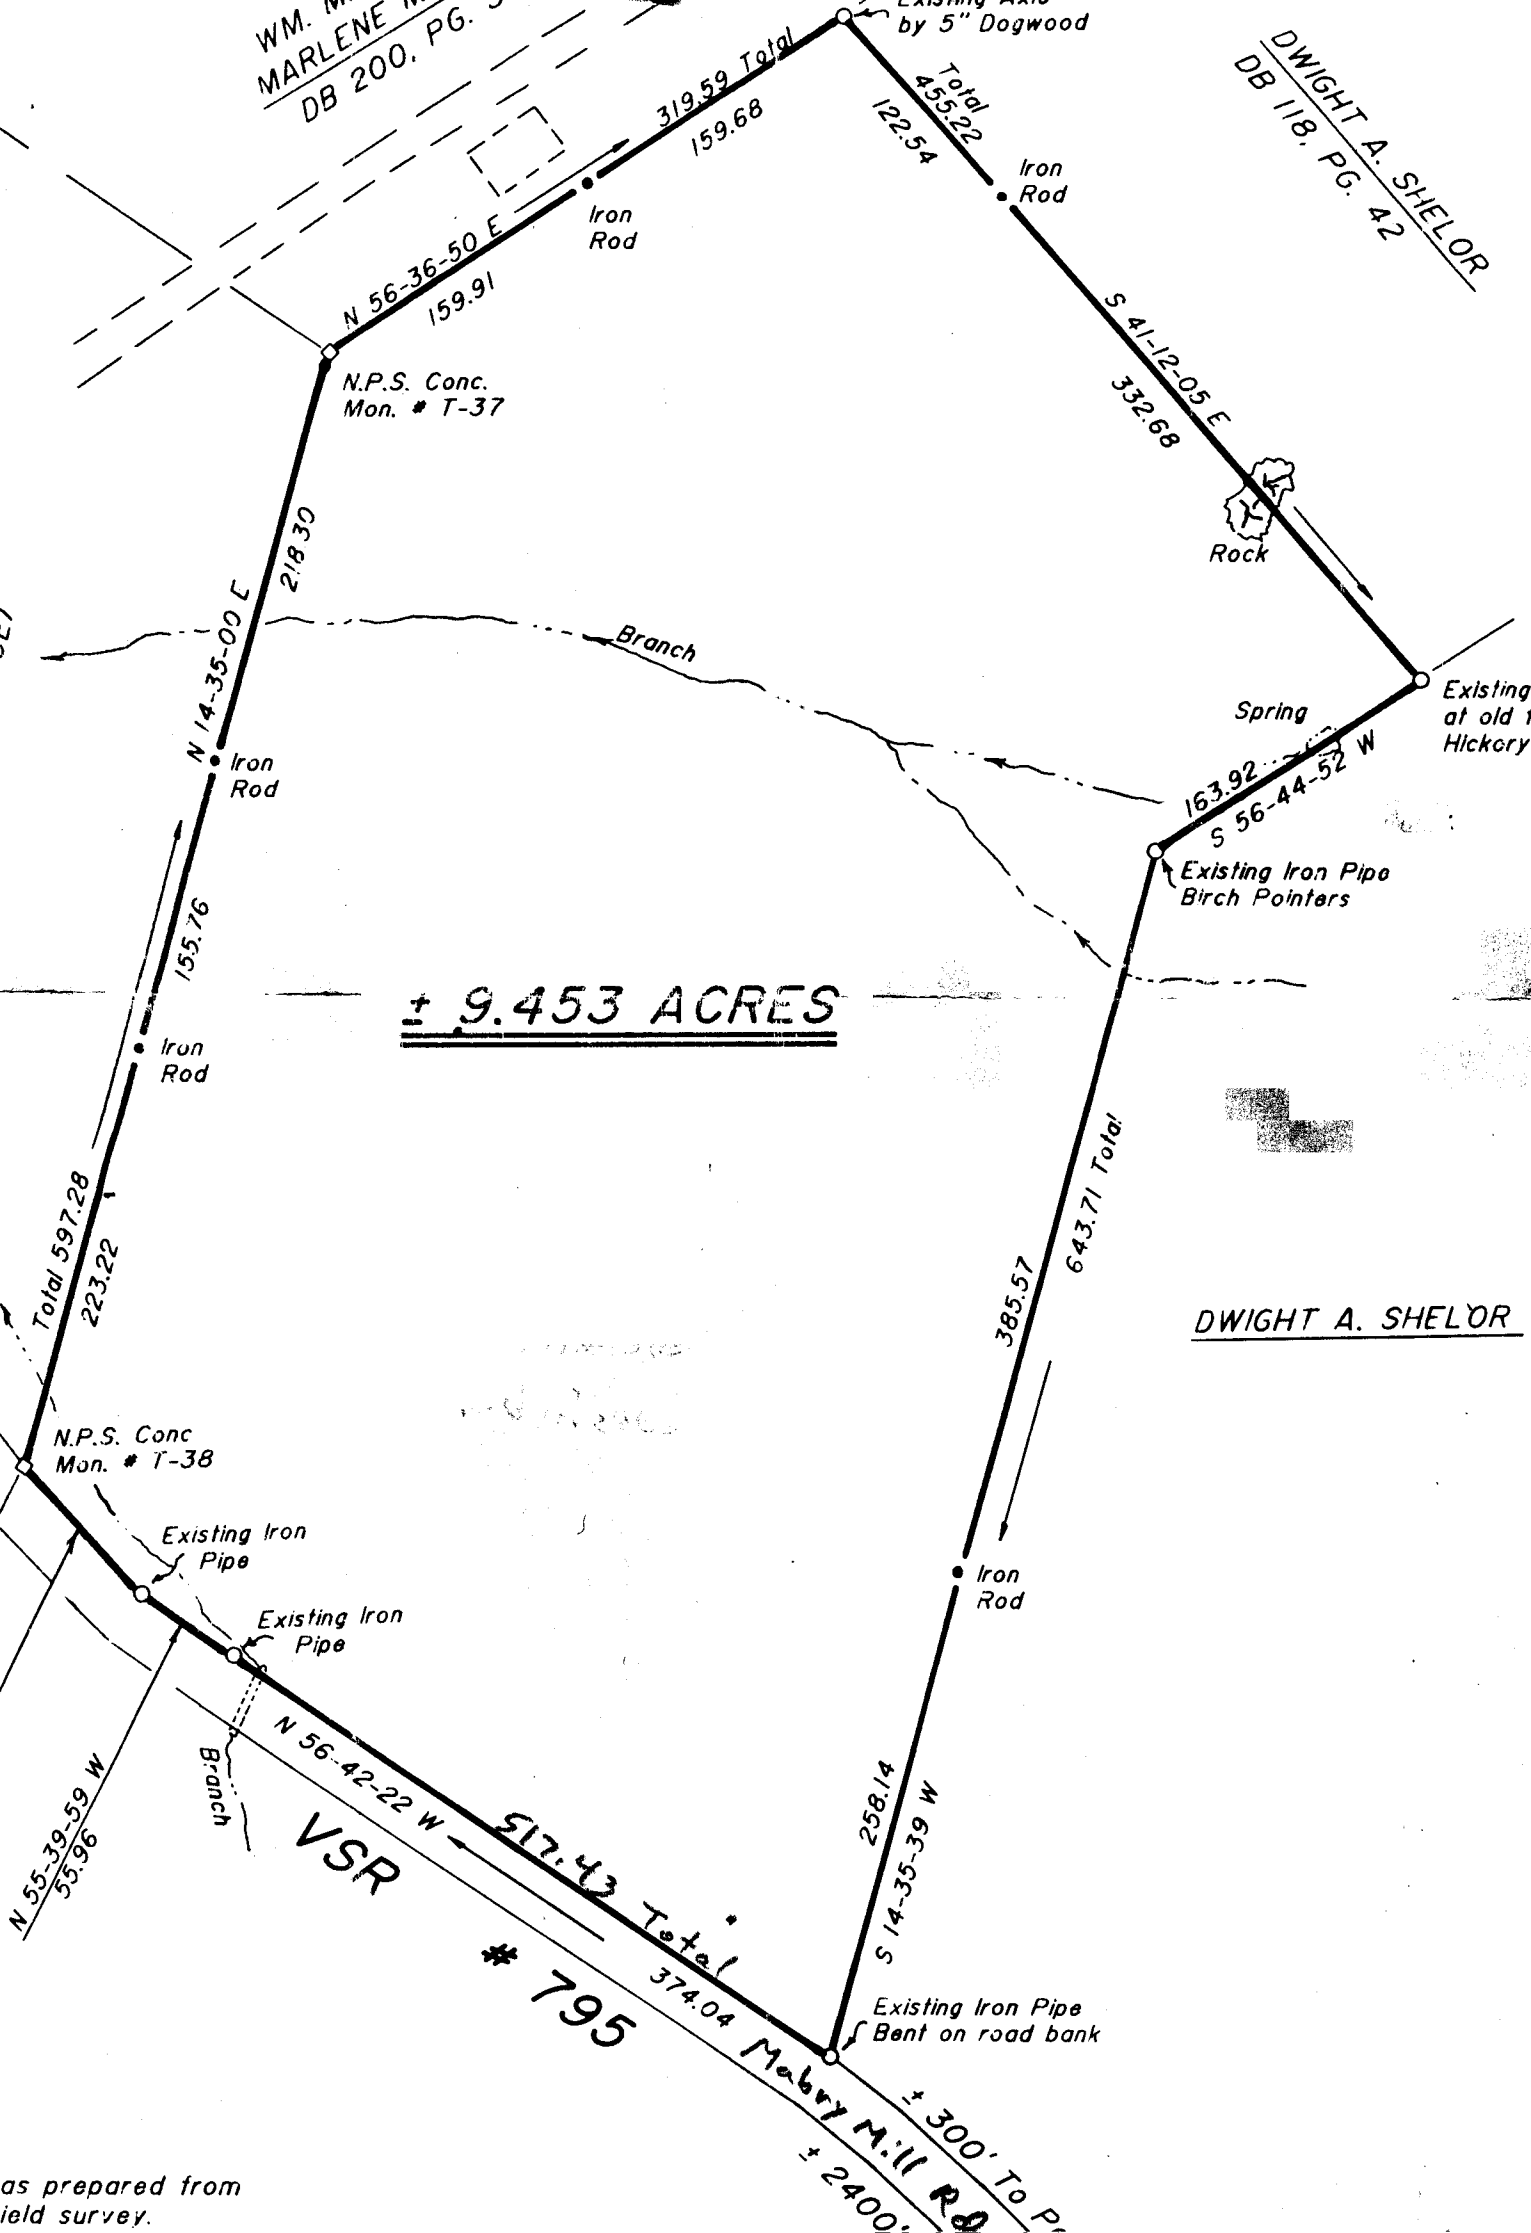 WM.
MARLENE
DB 200, PG.
by 5" Dogwood
DWIGHT A. SHELOR
DB 118, PG. 42
319.59 Total
159.68
Total
455.22
122.54
Iron
Rod
Iron
Rod
N 56-36-50 E
159.91
N.P.S. Conc.
Mon. # T-37
S 41-12-05 E
332.68
Rock
218.30
N 14-35-00 E
Branch
Spring
Existing
at old
Hickory
163.92
S 56-44-52 W
Iron
Rod
Existing Iron Pipe
Birch Pointers
155.76
± 9.453 ACRES
Iron
Rod
Total 597.28
223.22
643.71 Total
385.57
DWIGHT A. SHELOR
N.P.S. Conc
Mon. # T-38
Existing Iron
Pipe
Iron
Rod
Existing Iron
Pipe
N 56-42-22 W
Branch
N 55-39-59 W
55.96
VSR
# 795
517.43 Total
374.04
258.14
S 14-35-39 W
Existing Iron Pipe
Bent on road bank
Mabry Mill Rd
± 300' To
± 2400'
as prepared from
ield survey.